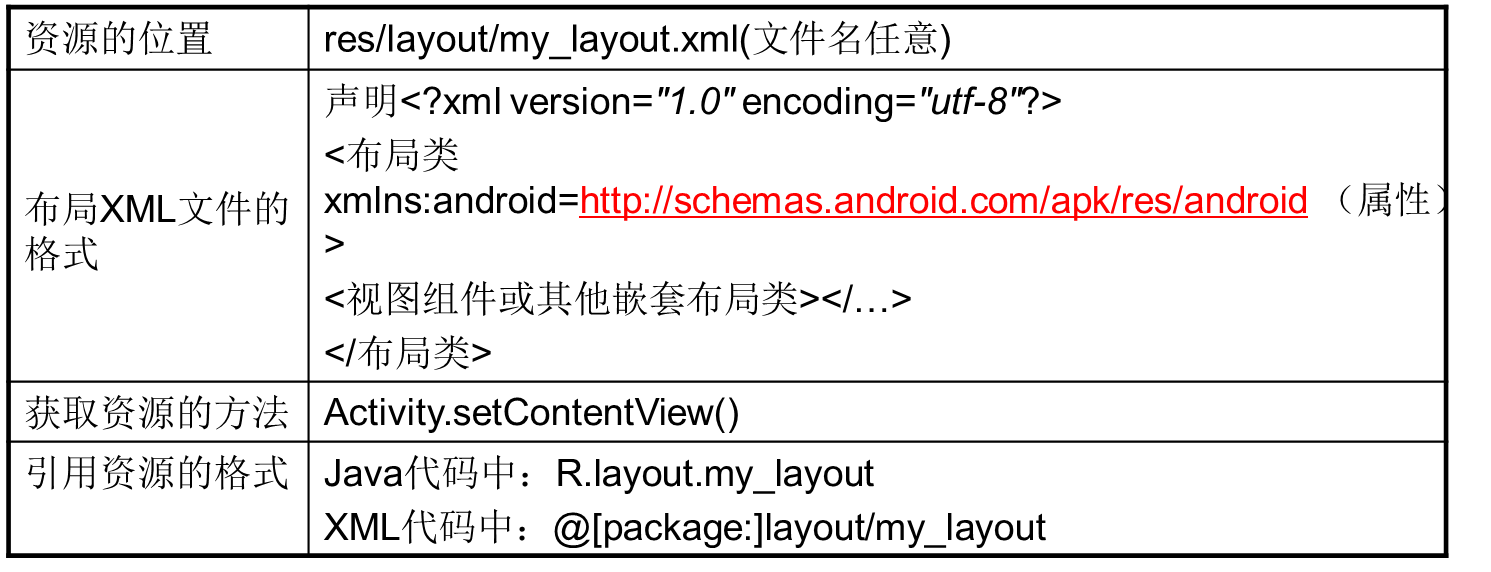 资源的位置
res/layout/my_layout.xml(文件名任意)
布局XML文件的
格式
声明<?xml version="1.0" encoding="utf-8"?>
<布局类
xmlns:android=http://schemas.android.com/apk/res/android （属性）
>
<视图组件或其他嵌套布局类></…>
</布局类>
获取资源的方法
Activity.setContentView()
引用资源的格式
Java代码中：R.layout.my_layout
XML代码中：@[package:]layout/my_layout